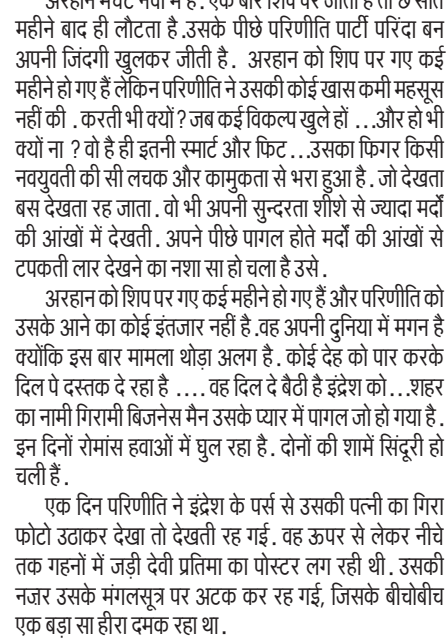 अरहान मर्चेंट नेवी में है. एक बार शिप पर जाता है तो छ सात
महीने बाद ही लौटता है .उसके पीछे परिणीति पार्टी परिंदा बन
अपनी जिंदगी खुलकर जीती है. अरहान को शिप पर गए कई
महीने हो गए हैं लेकिन परिणीति ने उसकी कोई खास कमी महसूस
नहीं की . करती भी क्यों ? जब कई विकल्प खुले हों ...और हो भी
क्यों ना ? वो है ही इतनी स्मार्ट और फिट ...उसका फिगर किसी
नवयुवती की सी लचक और कामुकता से भरा हुआ है . जो देखता
बस देखता रह जाता . वो भी अपनी सुन्दरता शीशे से ज्यादा मर्दों
की आंखों में देखती . अपने पीछे पागल होते मर्दों की आंखों से
टपकती लार देखने का नशा सा हो चला है उसे .
अरहान को शिप पर गए कई महीने हो गए हैं और परिणीति को
उसके आने का कोई इंतजार नहीं है .वह अपनी दुनिया में मगन है
क्योंकि इस बार मामला थोड़ा अलग है . कोई देह को पार करके
दिल पे दस्तक दे रहा है .... वह दिल दे बैठी है इंद्रेश को ...शहर
का नामी गिरामी बिजनेस मैन उसके प्यार में पागल जो हो गया है .
इन दिनों रोमांस हवाओं में घुल रहा है . दोनों की शामें सिंदूरी हो
चली हैं .
एक दिन परिणीति ने इंद्रेश के पर्स से उसकी पत्नी का गिरा
फोटो उठाकर देखा तो देखती रह गई . वह ऊपर से लेकर नीचे
तक गहनों में जड़ी देवी प्रतिमा का पोस्टर लग रही थी . उसकी
नज़र उसके मंगलसूत्र पर अटक कर रह गई, जिसके बीचोबीच
एक बड़ा सा हीरा दमक रहा था .